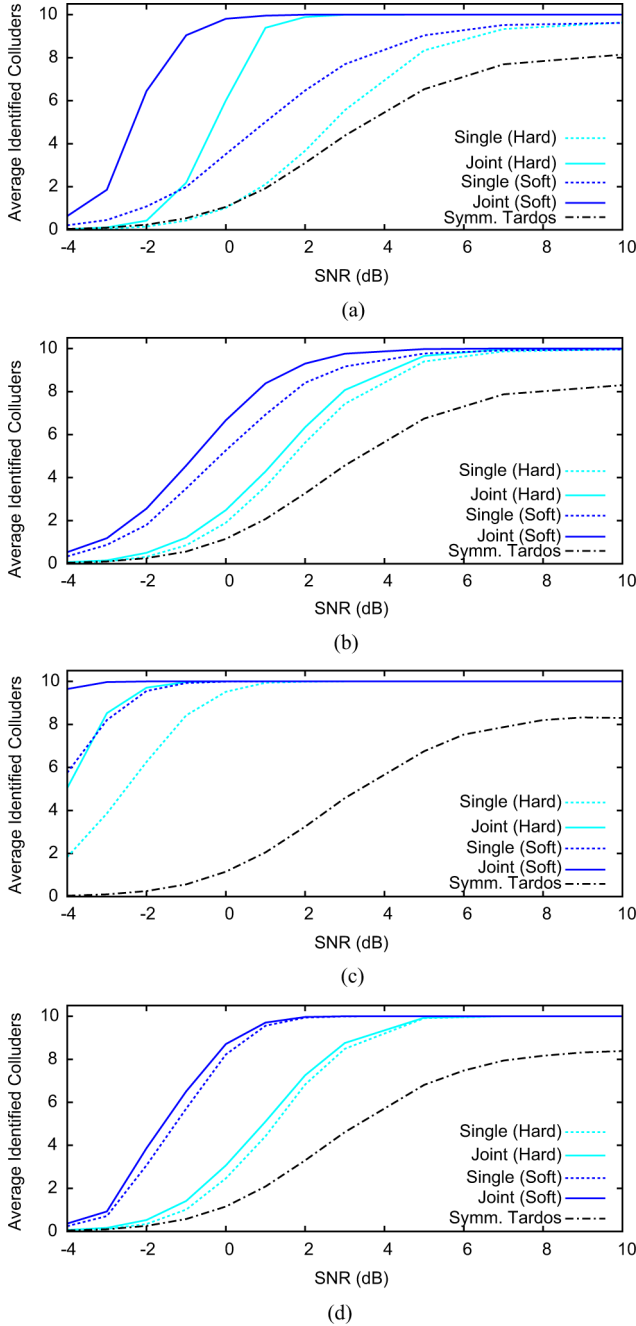 Average Identified Colluders
10
8
6
4
2
0
Single (Hard)
Joint (Hard)
Single (Soft)
Joint (Soft)
Symm. Tardos
-4 -2 0 2 4 6 8 10
SNR (dB)
(a)
Average Identified Colluders
10
8
6
4
2
0
Single (Hard)
Joint (Hard)
Single (Soft)
Joint (Soft)
Symm. Tardos
-4 -2 0 2 4 6 8 10
SNR (dB)
(b)
Average Identified Colluders
10
8
6
4
2
0
Single (Hard)
Joint (Hard)
Single (Soft)
Joint (Soft)
Symm. Tardos
-4 -2 0 2 4 6 8 10
SNR (dB)
(c)
Average Identified Colluders
10
8
6
4
2
0
Single (Hard)
Joint (Hard)
Single (Soft)
Joint (Soft)
Symm. Tardos
-4 -2 0 2 4 6 8 10
SNR (dB)
(d)